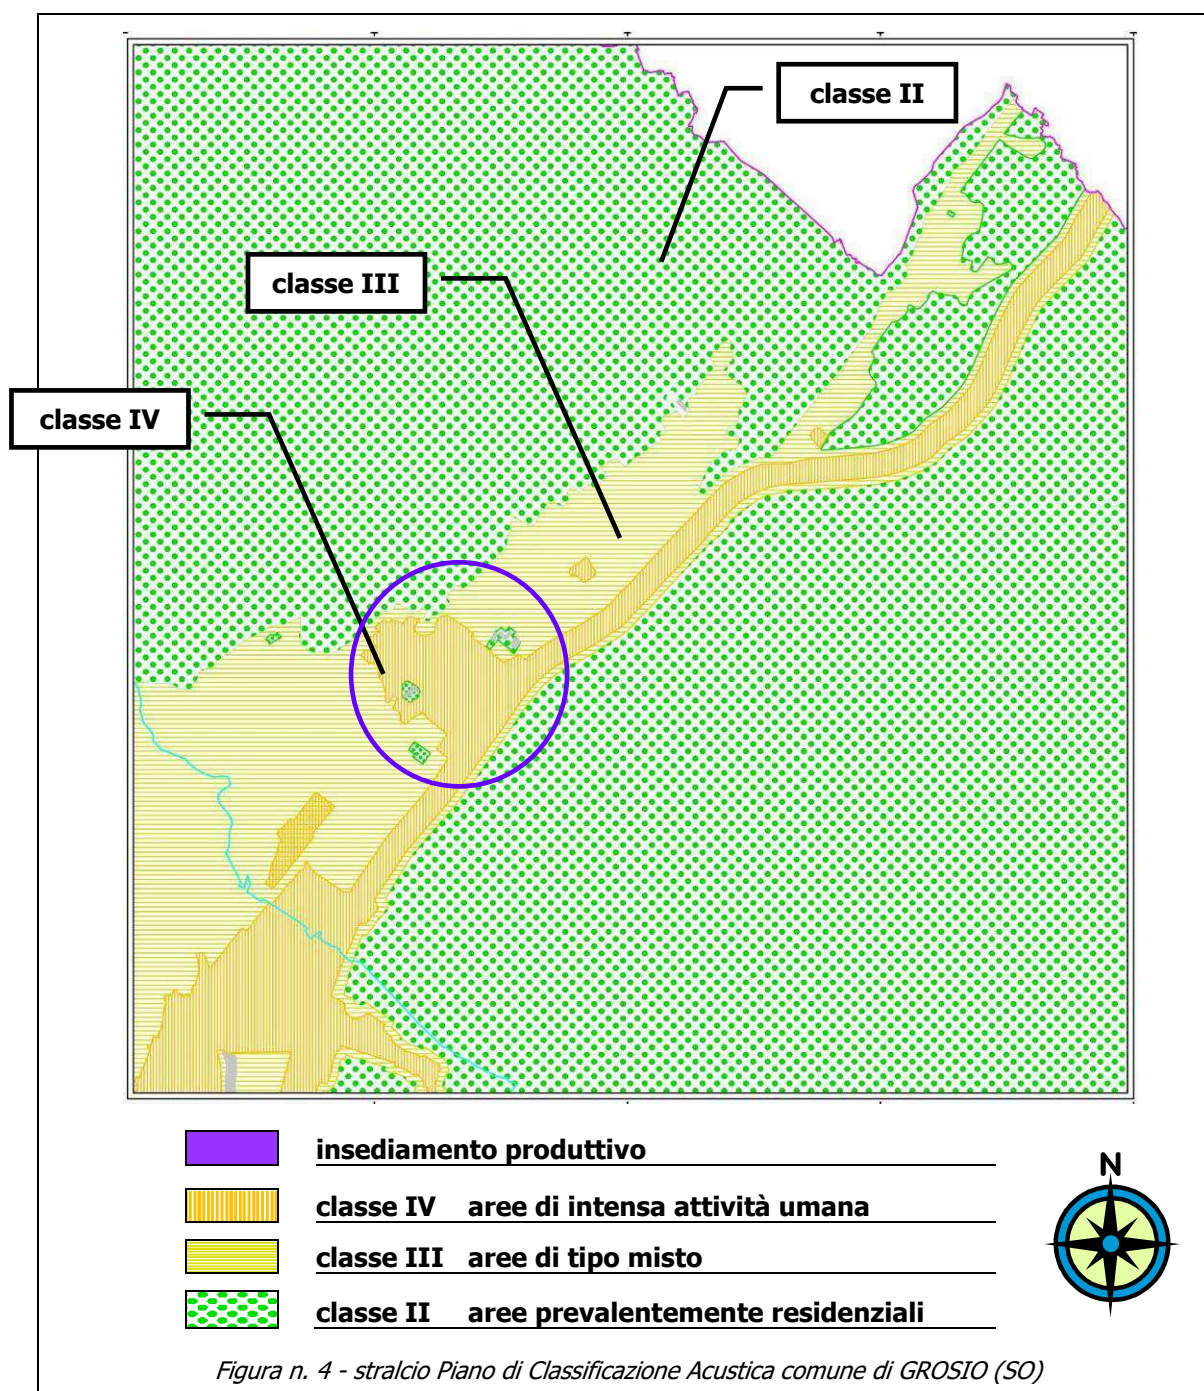 classe II
classe III
classe IV
insediamento produttivo
classe IV aree di intensa attività umana
classe III aree di tipo misto
classe II aree prevalentemente residenziali
N
Figura n. 4 - stralcio Piano di Classificazione Acustica comune di GROSIO (SO)